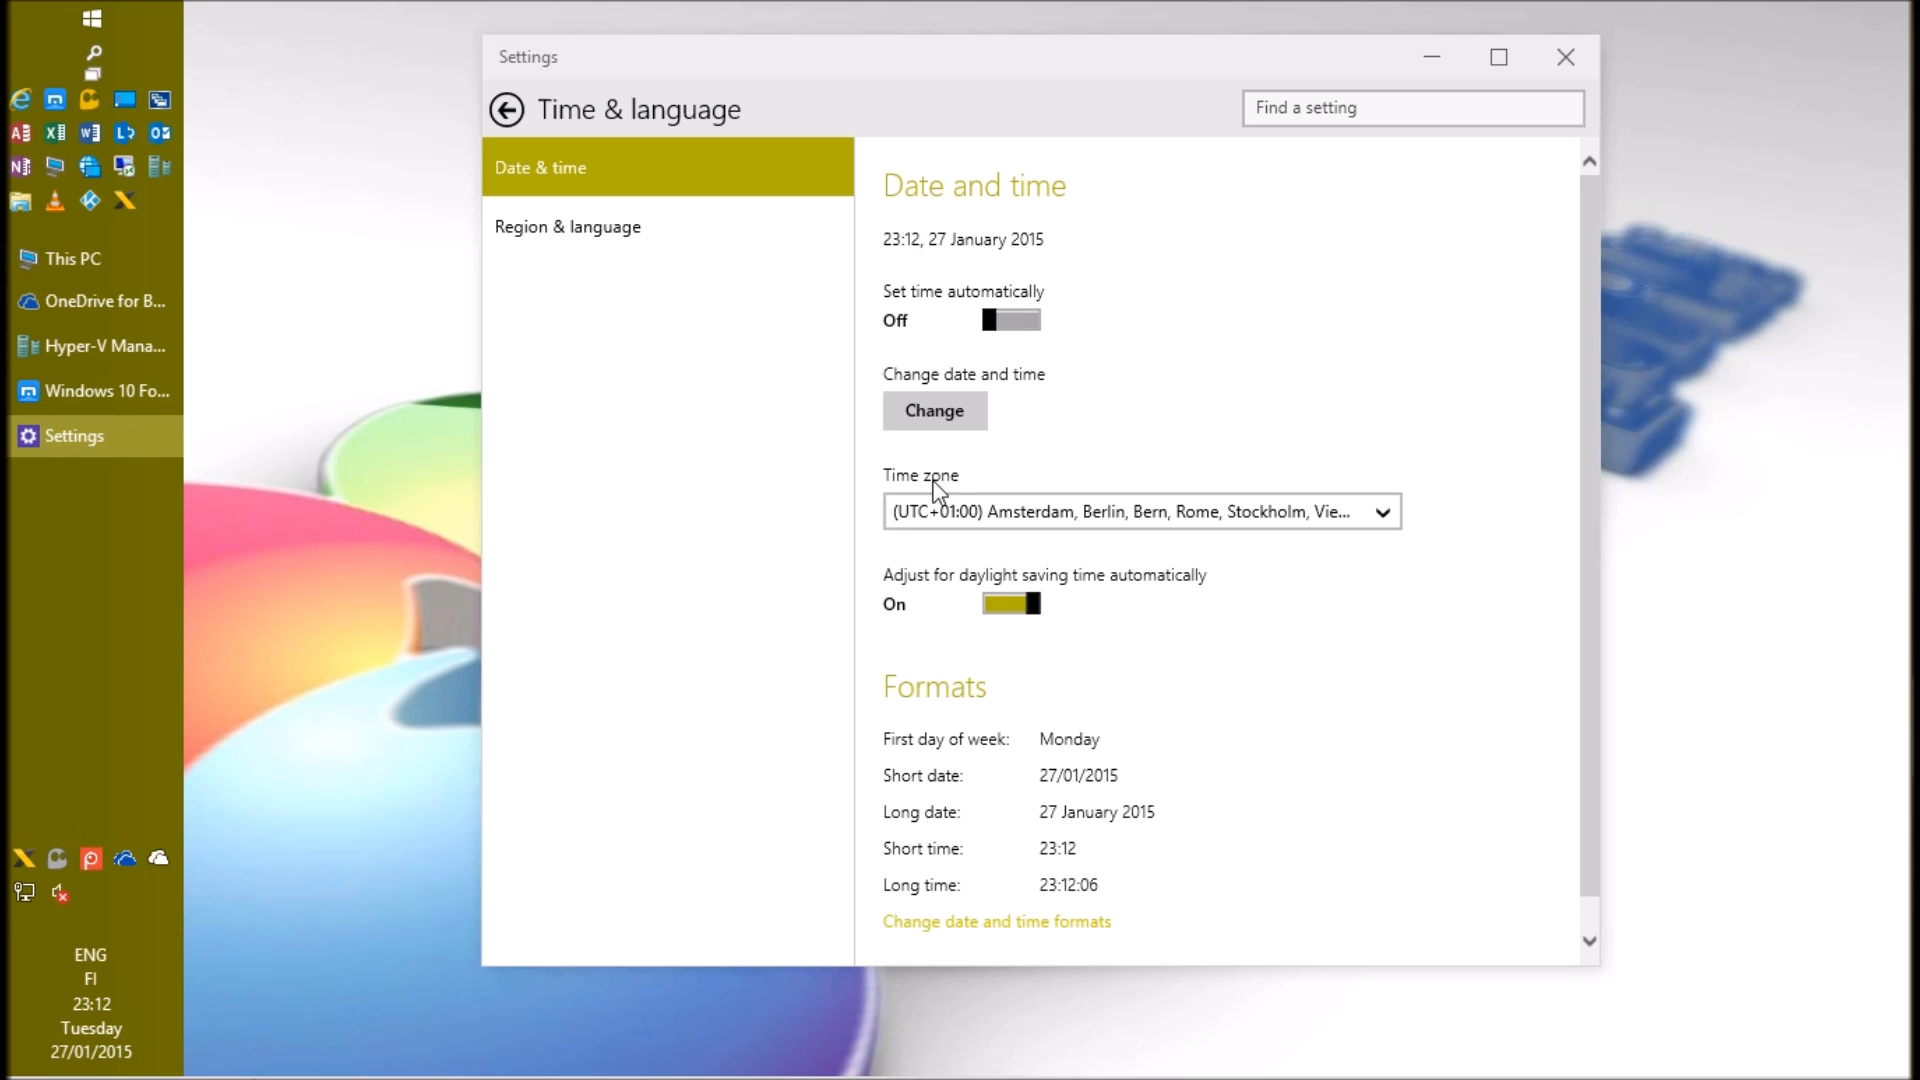 This PC
OneDrive for B...
Hyper-V Mana...
Windows 10 Fo...
Settings
ENG
FI
23:12
Tuesday
27/01/2015
Settings
Time & language
Find a setting
Date & time
Region & language
Date and time
23:12, 27 January 2015
Set time automatically
Off
Change date and time
Change
Time zone
(UTC+01:00) Amsterdam, Berlin, Bern, Rome, Stockholm, Vie...
Adjust for daylight saving time automatically
On
Formats
First day of week: Monday
Short date: 27/01/2015
Long date: 27 January 2015
Short time: 23:12
Long time: 23:12:06
Change date and time formats